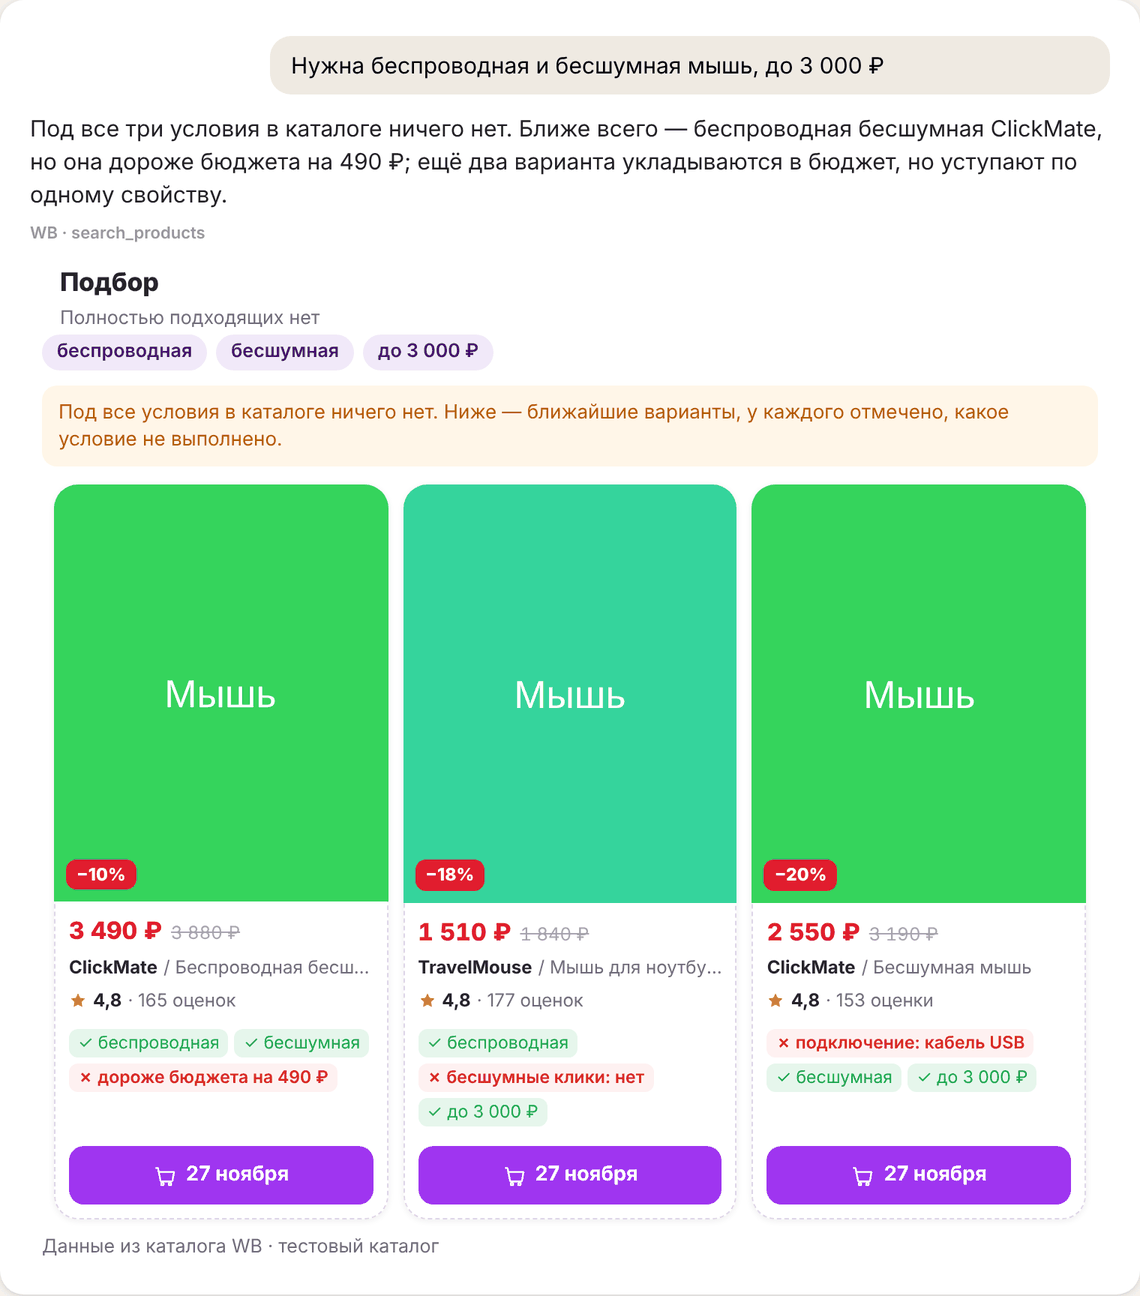 Нужна беспроводная и бесшумная мышь, до 3 000 ₽
Под все три условия в каталоге ничего нет. Ближе всего — беспроводная бесшумная ClickMate,
но она дороже бюджета на 490 ₽; ещё два варианта укладываются в бюджет, но уступают по
одному свойству.
WB · search_products
Подбор
Полностью подходящих нет
беспроводная бесшумная до 3 000 ₽
Под все условия в каталоге ничего нет. Ниже — ближайшие варианты, у каждого отмечено, какое
условие не выполнено.
Мышь
−10%
3 490 ₽ 3 880 ₽
ClickMate / Беспроводная бесш...
★ 4,8 · 165 оценок
✓ беспроводная ✓ бесшумная
× дороже бюджета на 490 ₽
27 ноября
Мышь
−18%
1 510 ₽ 1 840 ₽
TravelMouse / Мышь для ноутбу...
★ 4,8 · 177 оценок
✓ беспроводная
× бесшумные клики: нет
✓ до 3 000 ₽
27 ноября
Мышь
−20%
2 550 ₽ 3 190 ₽
ClickMate / Бесшумная мышь
★ 4,8 · 153 оценки
× подключение: кабель USB
✓ бесшумная ✓ до 3 000 ₽
27 ноября
Данные из каталога WB · тестовый каталог